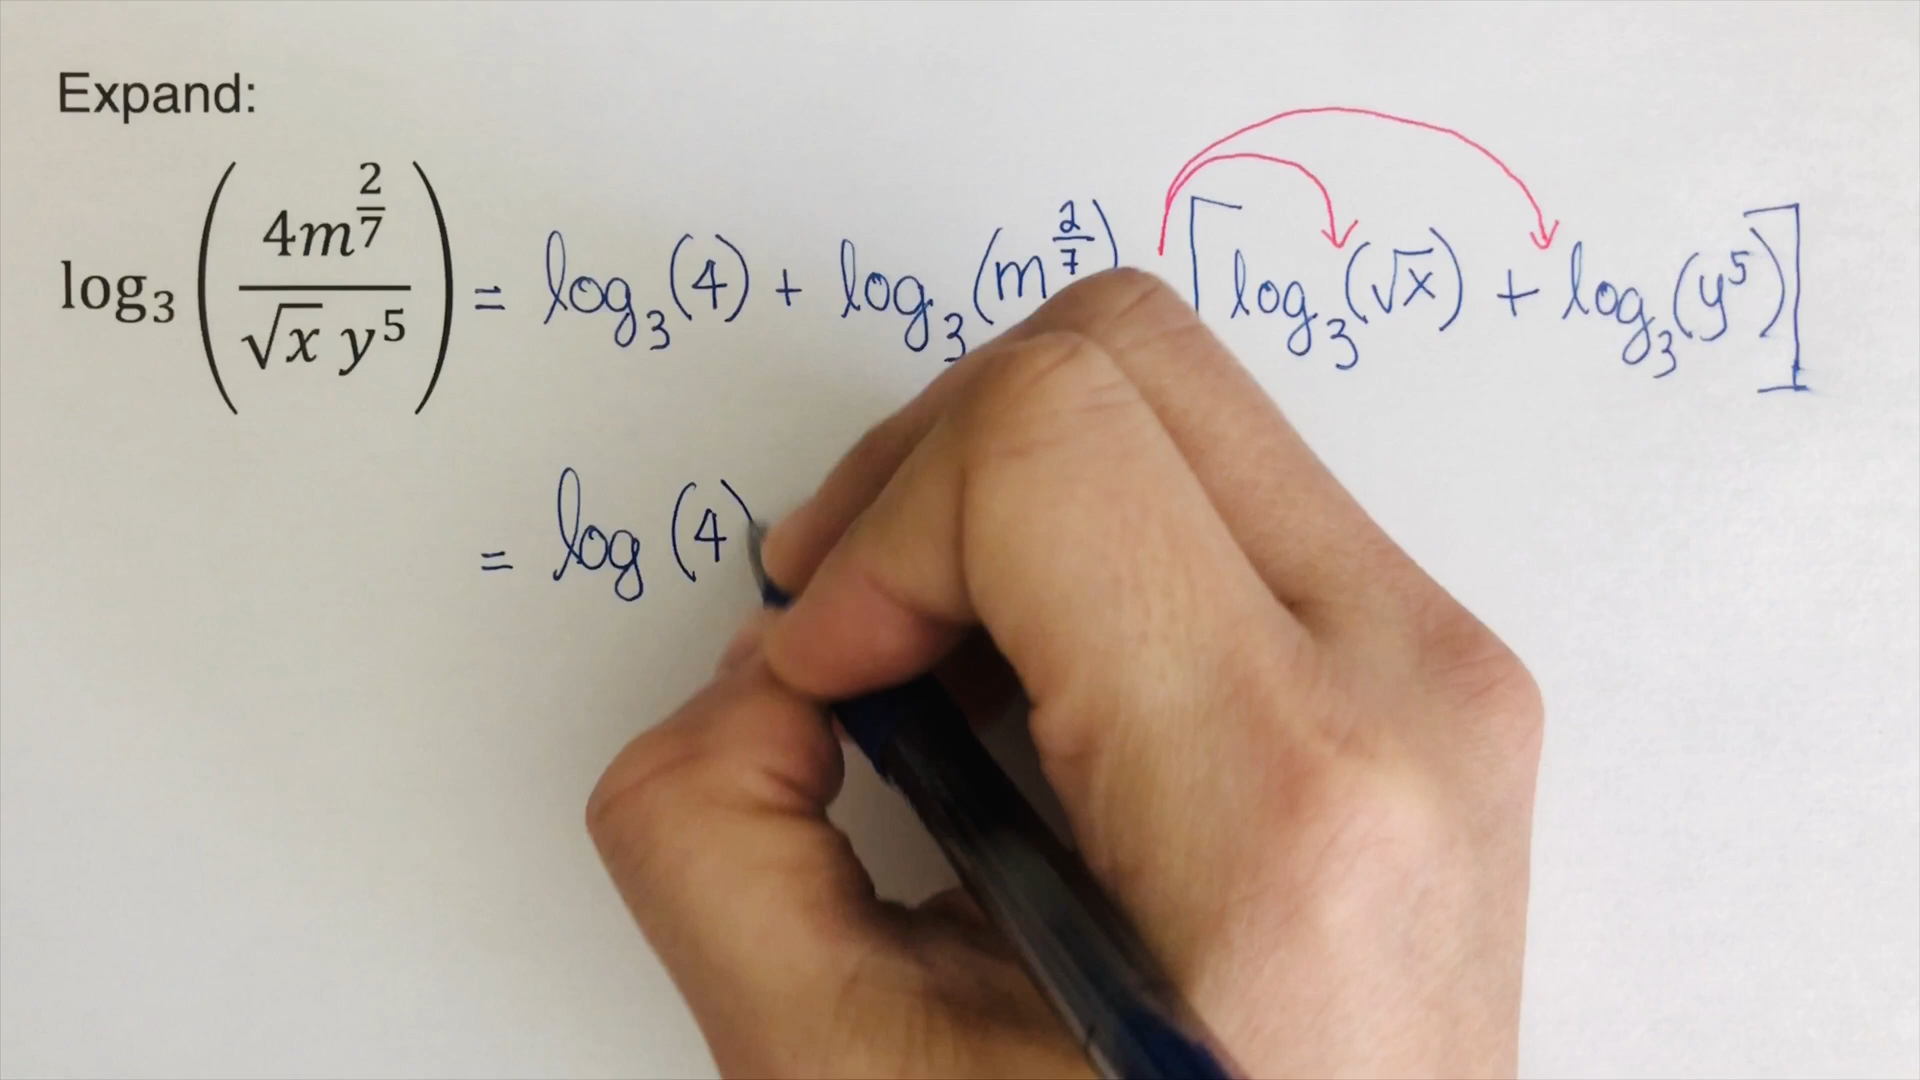 Expand:
log₃ (4m^(2/7) / √x y⁵) = log₃(4) + log₃(m^(2/7)) [log₃(√x) + log₃(y⁵)]
= log (4)